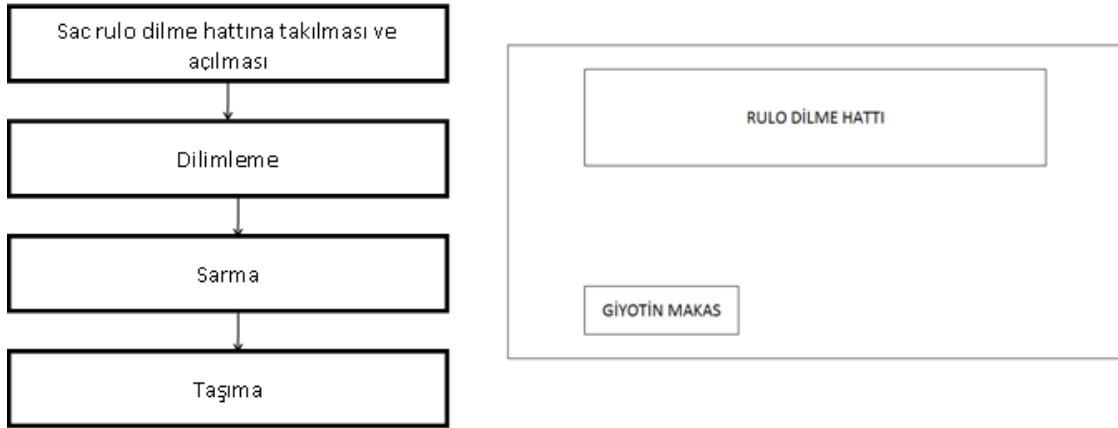 Sac rulo dilme hattına takılması ve
açılması
Dilimleme
Sarma
Taşıma
RULO DİLME HATTI
GİYOTİN MAKAS